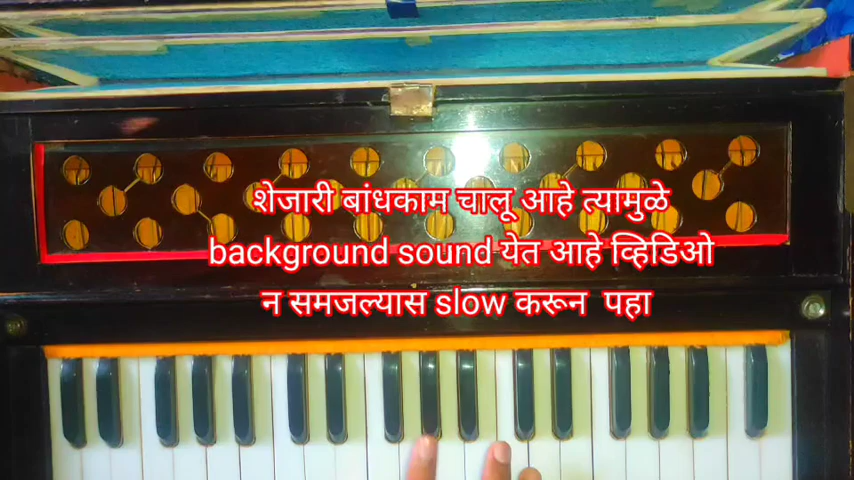 शेजारी बांधकाम चालू आहे त्यामुळे
background sound येत आहे व्हिडिओ
न समजल्यास slow करून पहा